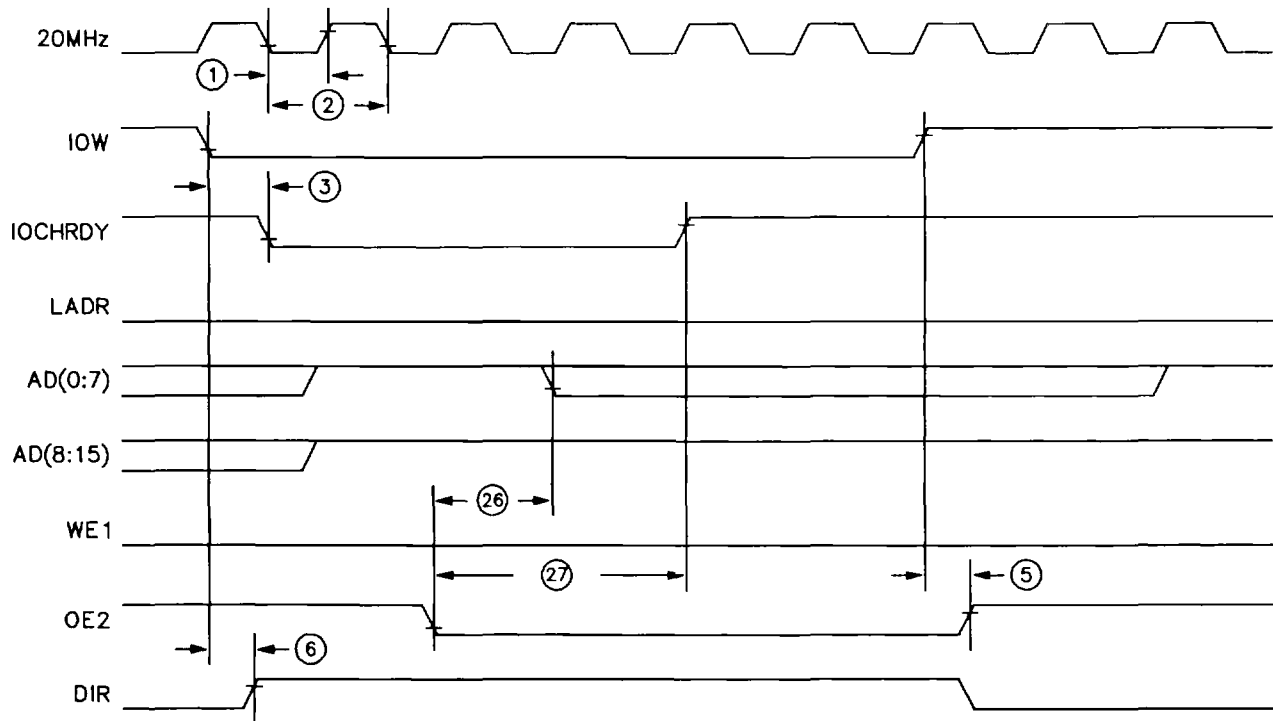 20MHz
1
2
IOW
3
IOCHRDY
LADR
AD(0:7)
AD(8:15)
26
WE1
27
5
OE2
6
DIR